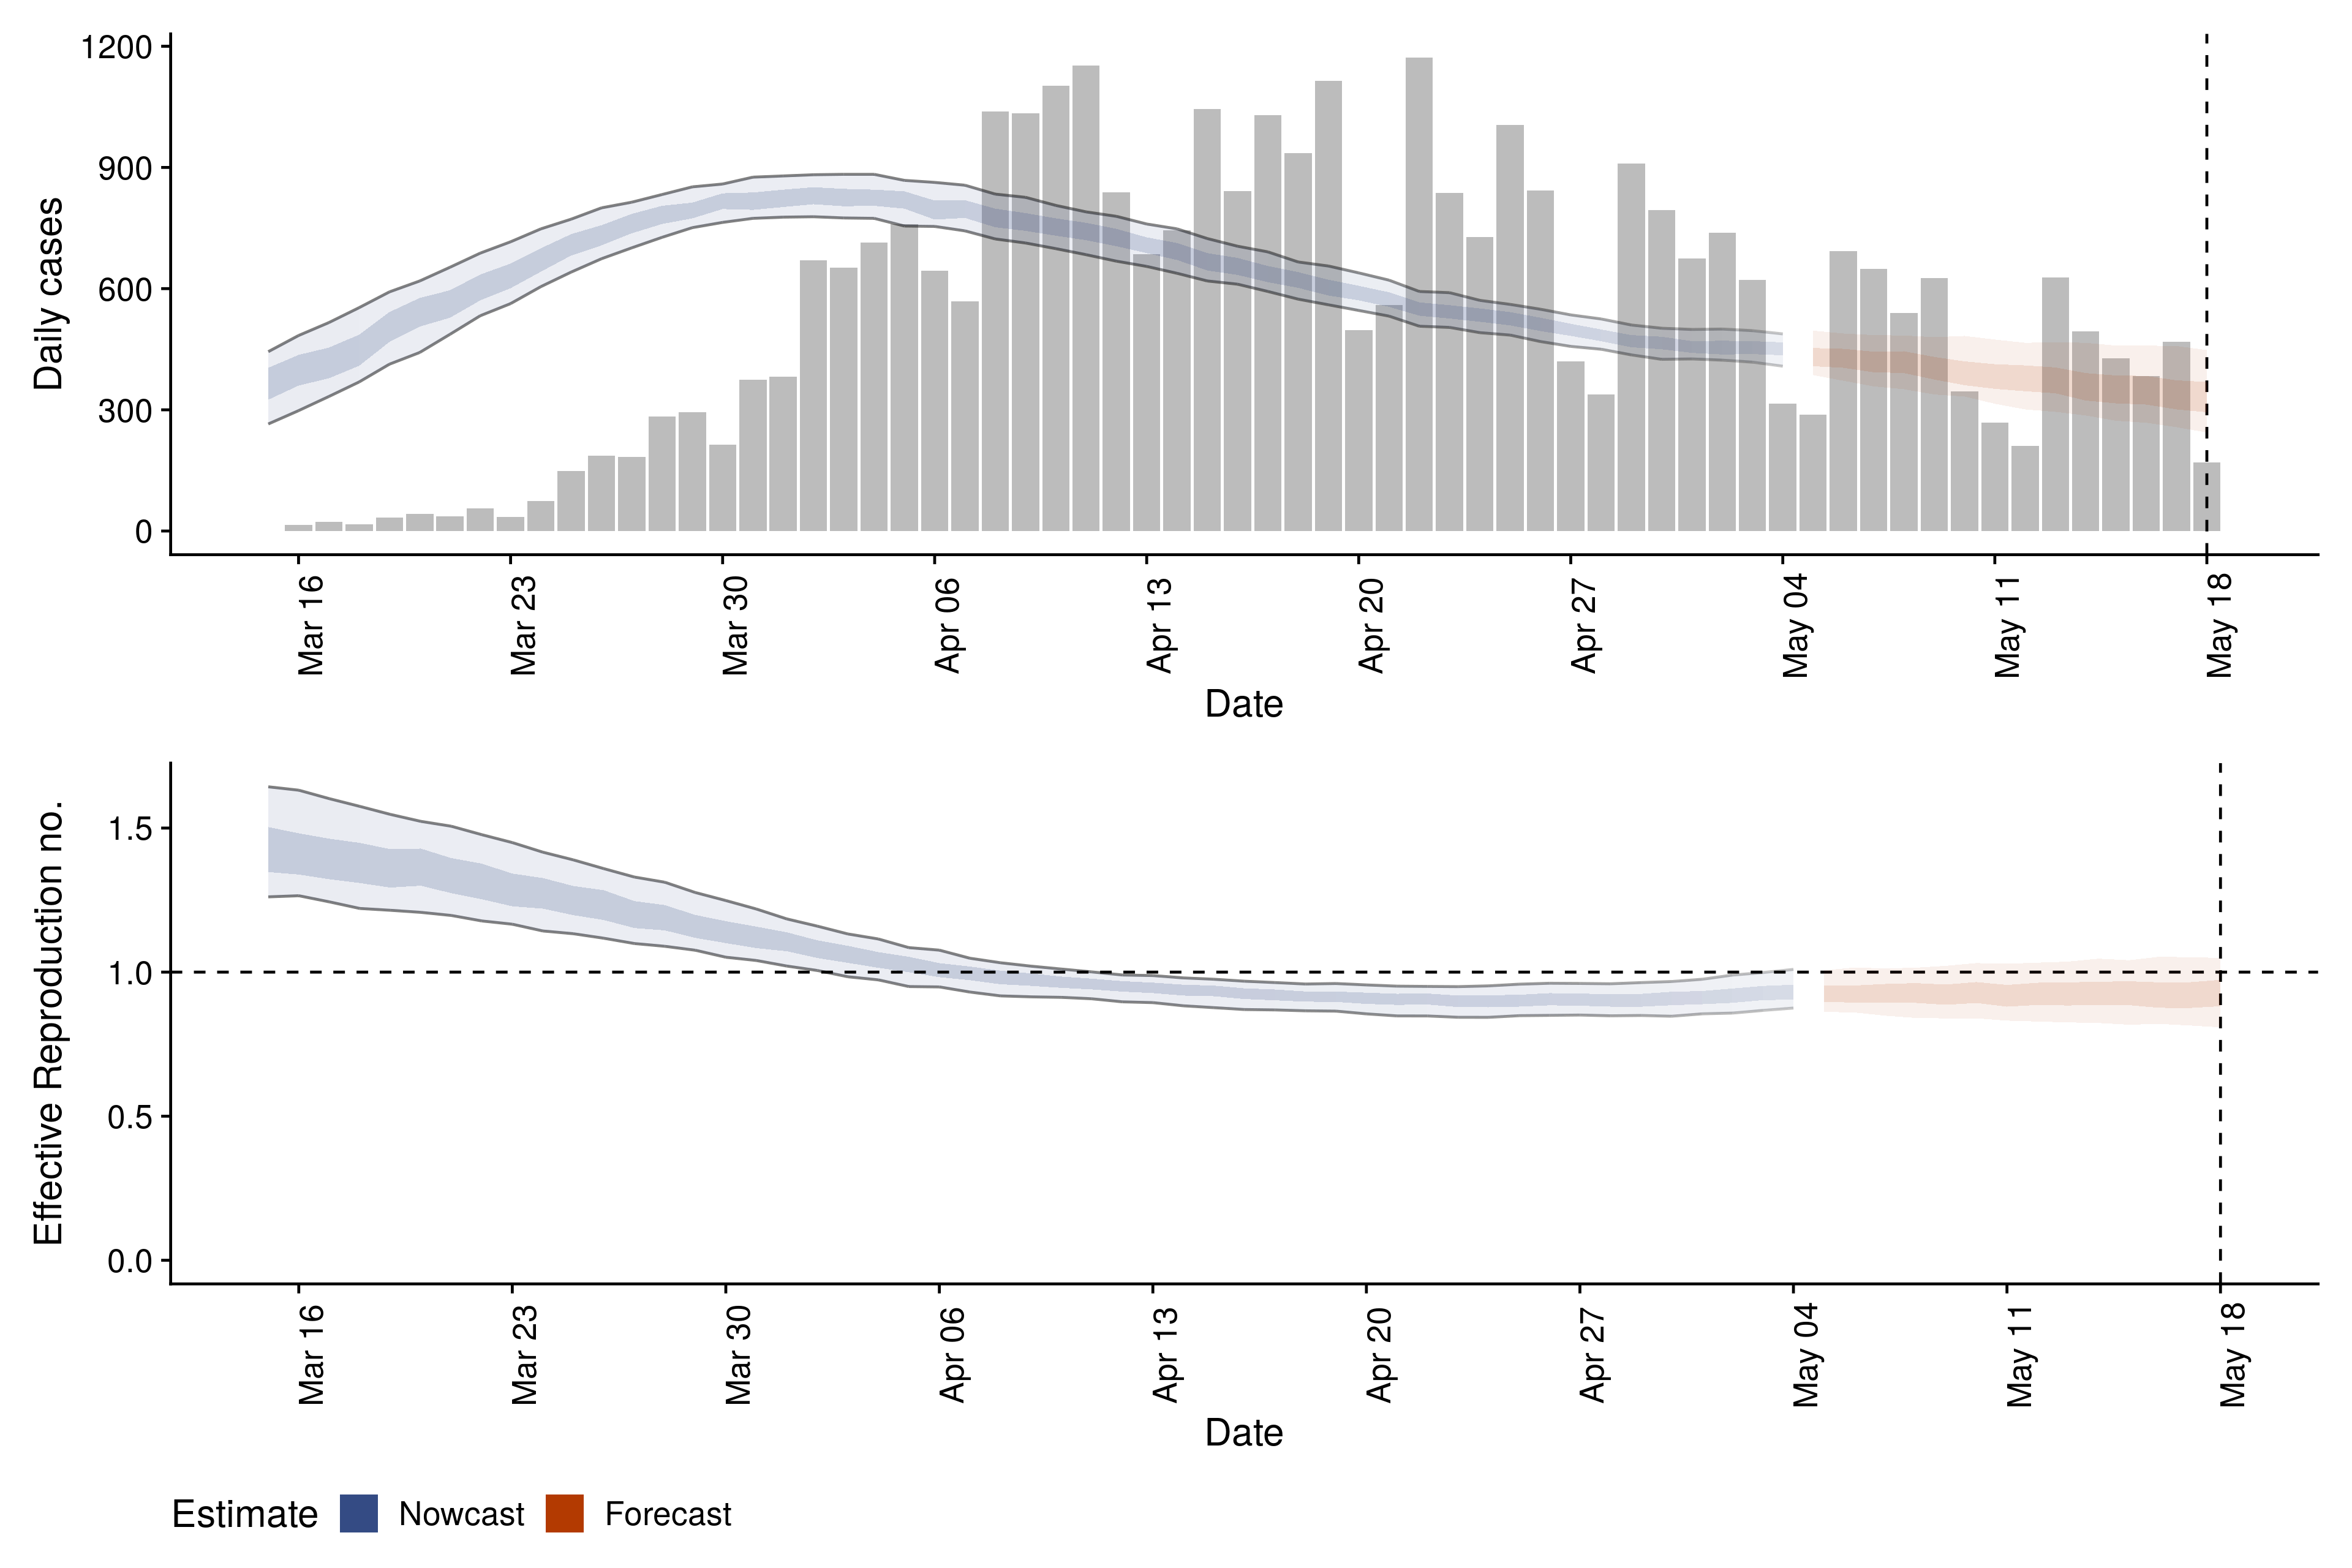 Daily cases
1200
900
600
300
0
Mar 16
Mar 23
Mar 30
Apr 06
Apr 13
Apr 20
Apr 27
May 04
May 11
May 18
Date
Effective Reproduction no.
1.5
1.0
0.5
0.0
Mar 16
Mar 23
Mar 30
Apr 06
Apr 13
Apr 20
Apr 27
May 04
May 11
May 18
Date
Estimate Nowcast Forecast